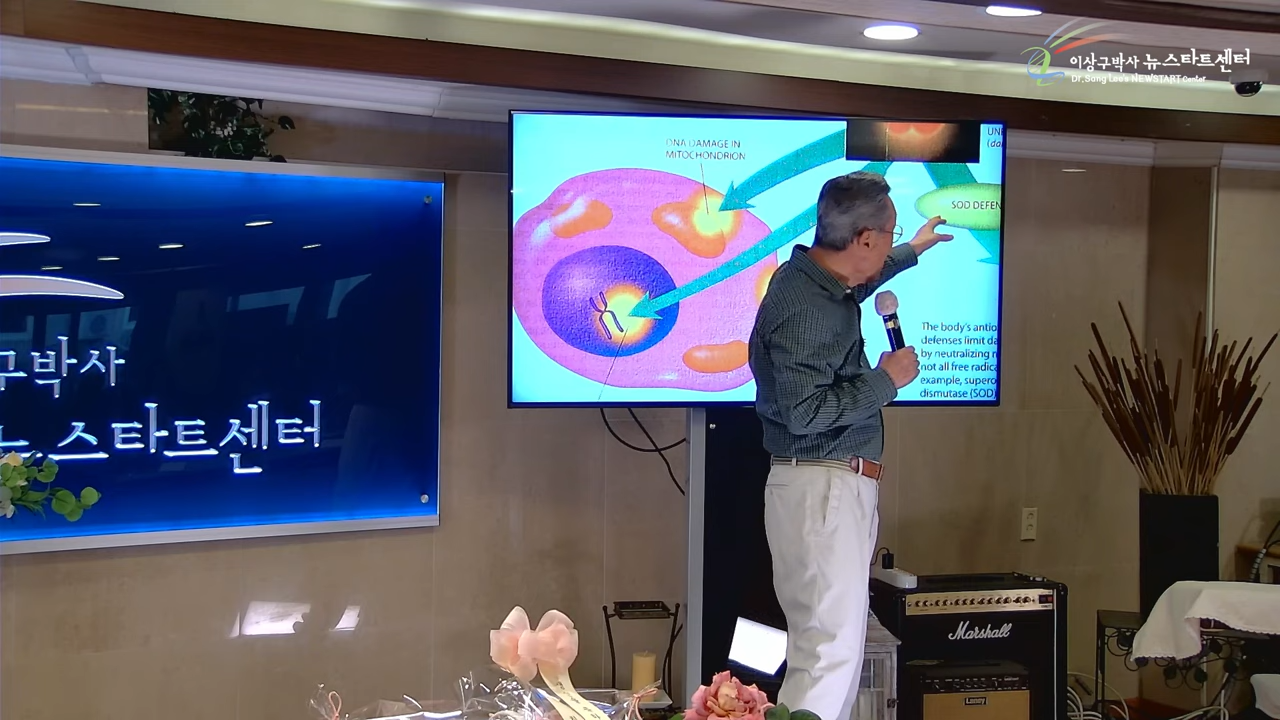 이상구박사 뉴스타트센터
Dr. Sang Lee's NEWSTART Center
DNA DAMAGE IN
MITOCHONDRION
SOD DEFEN
The body's antio
defenses limit da
by neutralizing
not all free radica
example, supero
dismutase (SOD)
구박사
뉴스타트센터
Marshall
Laney